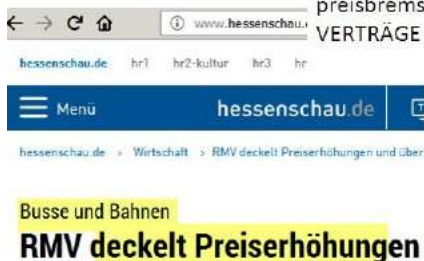 preisbrems
www.hessenschau.
VERTRÄGE
hessenschau.de hr1 hr2-kultur hr3 hr
Menü hessenschau.de
hessenschau.de > Wirtschaft > RMV deckelt Preiserhöhungen und über
Busse und Bahnen
RMV deckelt Preiserhöhungen